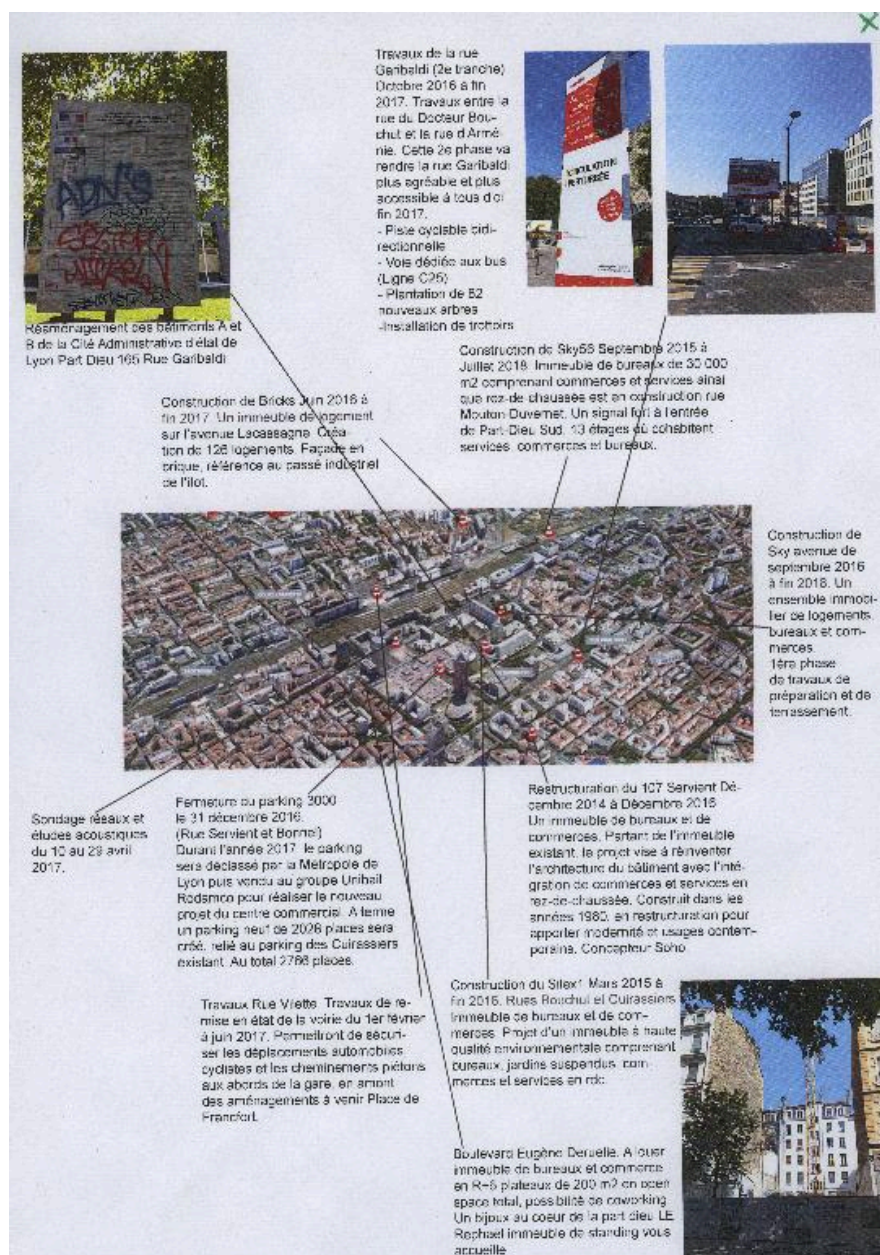 Travaux de la rue
Garibaldi (2e tranche)
Octobre 2016 à fin
2017. Travaux entre la
rue du Docteur Bou-
chut et la rue d'Armé-
nie. Cette 2e phase va
rendre la rue Garibaldi
plus agréable et plus
accessible à tous d'ci
fin 2017.
- Piste cyclable bidi-
rectionnelle
- Voie dédiée aux bus
(Ligne C25)
- Plantation de 82
nouveaux arbres
-Installation de trottoirs
ADN'S
Réaménagement des bâtiments A et
B de la Cité Administrative d'état de
Lyon Part Dieu 165 Rue Garibaldi
Construction de Sky56 Septembre 2015 à
Juillet 2018. Immeuble de bureaux de 30 000
m2 comprenant commerces et services ainsi
que rez-de-chaussée est en construction rue
Mouton-Duvernet. Un signal fort à l'entrée
de Part-Dieu Sud. 13 étages où cohabitent
services, commerces et bureaux.
Construction de Bricks Juin 2016 à
fin 2017. Un immeuble de logement
sur l'avenue Lacassagne. Créa-
tion de 126 logements. Façade en
brique, référence au passé industriel
de l'îlot.
Construction de
Sky avenue de
septembre 2016
à fin 2018. Un
ensemble immobi-
lier de logements,
bureaux et com-
merces.
1ère phase
de travaux de
préparation et de
terrassement.
Sondage résaux et
études acoustiques
du 10 au 29 avril
2017.
Fermeture du parking 3000
le 31 décembre 2016.
(Rue Servient et Bonnel)
Durant l'année 2017, le parking
sera déclassé par la Métropole de
Lyon puis vendu au groupe Unibail
Rodamco pour réaliser le nouveau
projet du centre commercial. A terme
un parking neuf de 2026 places sera
créé, relié au parking des Cuirassiers
existant. Au total 2766 places.
Restructuration du 107 Servient Dé-
cembre 2014 à Décembre 2016
Un immeuble de bureaux et de
commerces. Partant de l'immeuble
existant, le projet vise à réinventer
l'architecture du bâtiment avec l'inté-
gration de commerces et services en
rez-de-chaussée. Construit dans les
années 1980, en restructuration pour
apporter modernité et usages contem-
poraine. Concepteur Soho
Travaux Rue Vilette. Travaux de re-
mise en état de la voirie du 1er février
à juin 2017. Permettront de sécuri-
ser les déplacements automobiles
cyclistes et les cheminements piétons
aux abords de la gare, en amont
des aménagements à venir Place de
Francfort.
Construction du Silex1 Mars 2015 à
fin 2016. Rues Bouchut et Cuirassiers
Immeuble de bureaux et de com-
merces. Projet d'un immeuble à haute
qualité environnementale comprenant
bureaux, jardins suspendus, com-
merces et services en rdc.
Boulevard Eugène Deruelle. A louer
immeuble de bureaux et commerce
en R+6 plateaux de 200 m2 en open
space total, possibilité de coworking
Un bijoux au coeur de la part dieu LE
Raphael immeuble de standing vous
accueille